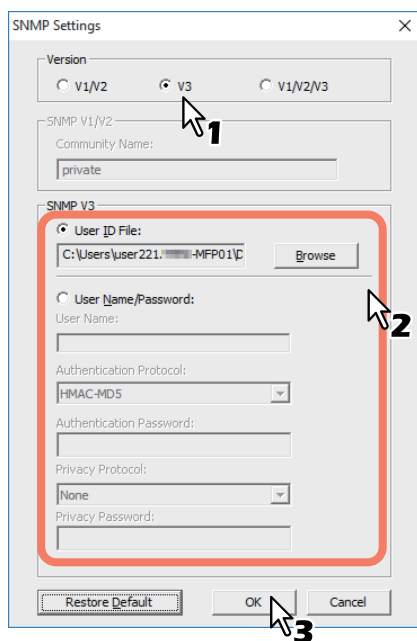 SNMP Settings
Version
V1/V2 V3 V1/V2/V3
1
SNMP V1/V2
Community Name:
private
SNMP V3
User ID File:
C:\Users\user221. -MFP01\D Browse
User Name/Password:
2
User Name:
Authentication Protocol:
HMAC-MD5
Authentication Password:
Privacy Protocol:
None
Privacy Password:
Restore Default OK Cancel
3